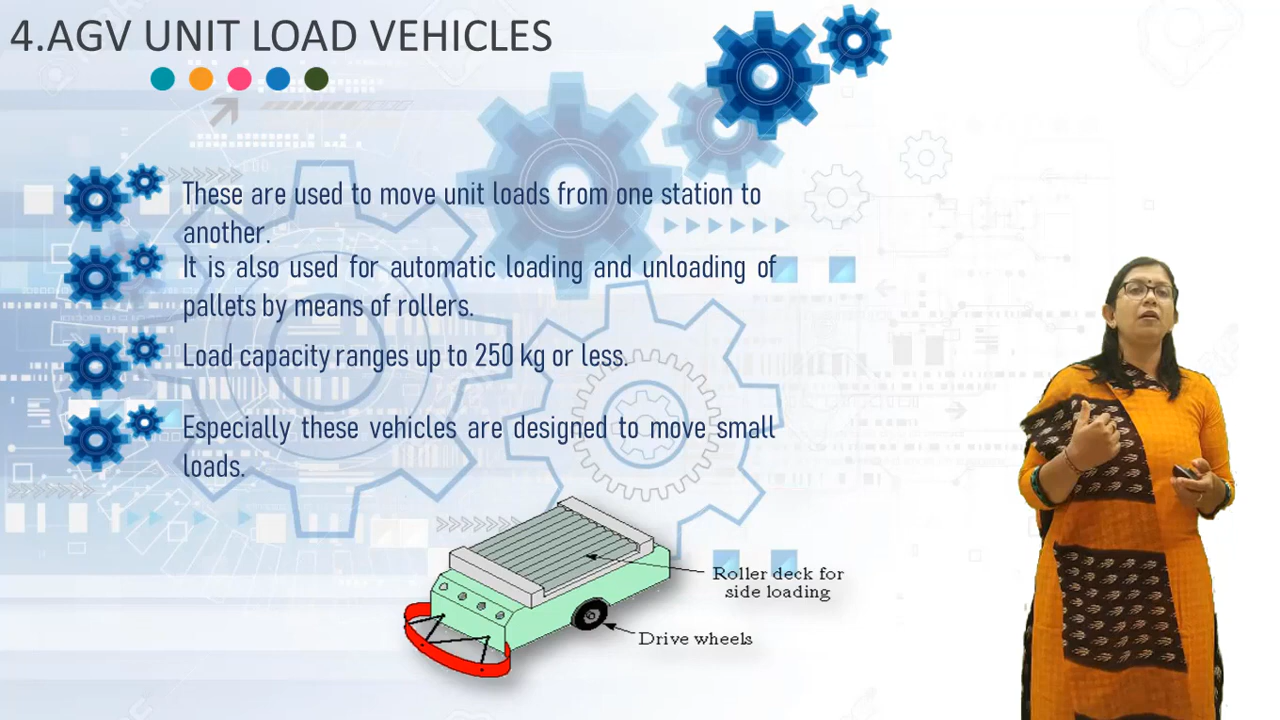 4.AGV UNIT LOAD VEHICLES
These are used to move unit loads from one station to
another.
It is also used for automatic loading and unloading of
pallets by means of rollers.
Load capacity ranges up to 250 kg or less.
Especially these vehicles are designed to move small
loads.
Roller deck for
side loading
Drive wheels